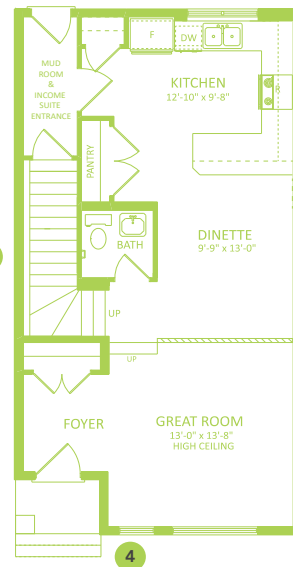 F
DW
MUD
ROOM
&
INCOME
SUITE
ENTRANCE
KITCHEN
12'-10" x 9'-8"
PANTRY
BATH
DINETTE
9'-9" x 13'-0"
UP
UP
FOYER
GREAT ROOM
13'-0" x 13'-8"
HIGH CEILING
4